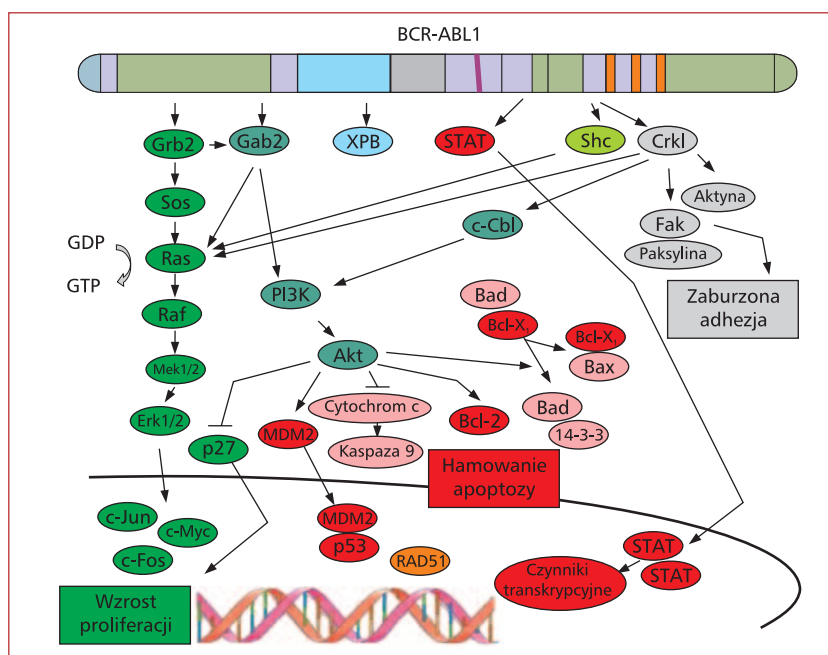 BCR-ABL1
Grb2
Gab2
XPB
STAT
Shc
Crkl
Aktyna
Sos
c-Cbl
Fak
GDP
Ras
Paksylina
GTP
PI3K
Bad
Zaburzona
adhezja
Raf
Bcl-X1
Bcl-X1
Akt
Bax
Mek1/2
Cytochrom c
Bad
Erk1/2
Bcl-2
MDM2
14-3-3
p27
Kaspaza 9
Hamowanie
apoptozy
c-Jun
MDM2
c-Myc
p53
STAT
c-Fos
RAD51
STAT
Czynniki
transkrypcyjne
Wzrost
proliferacji